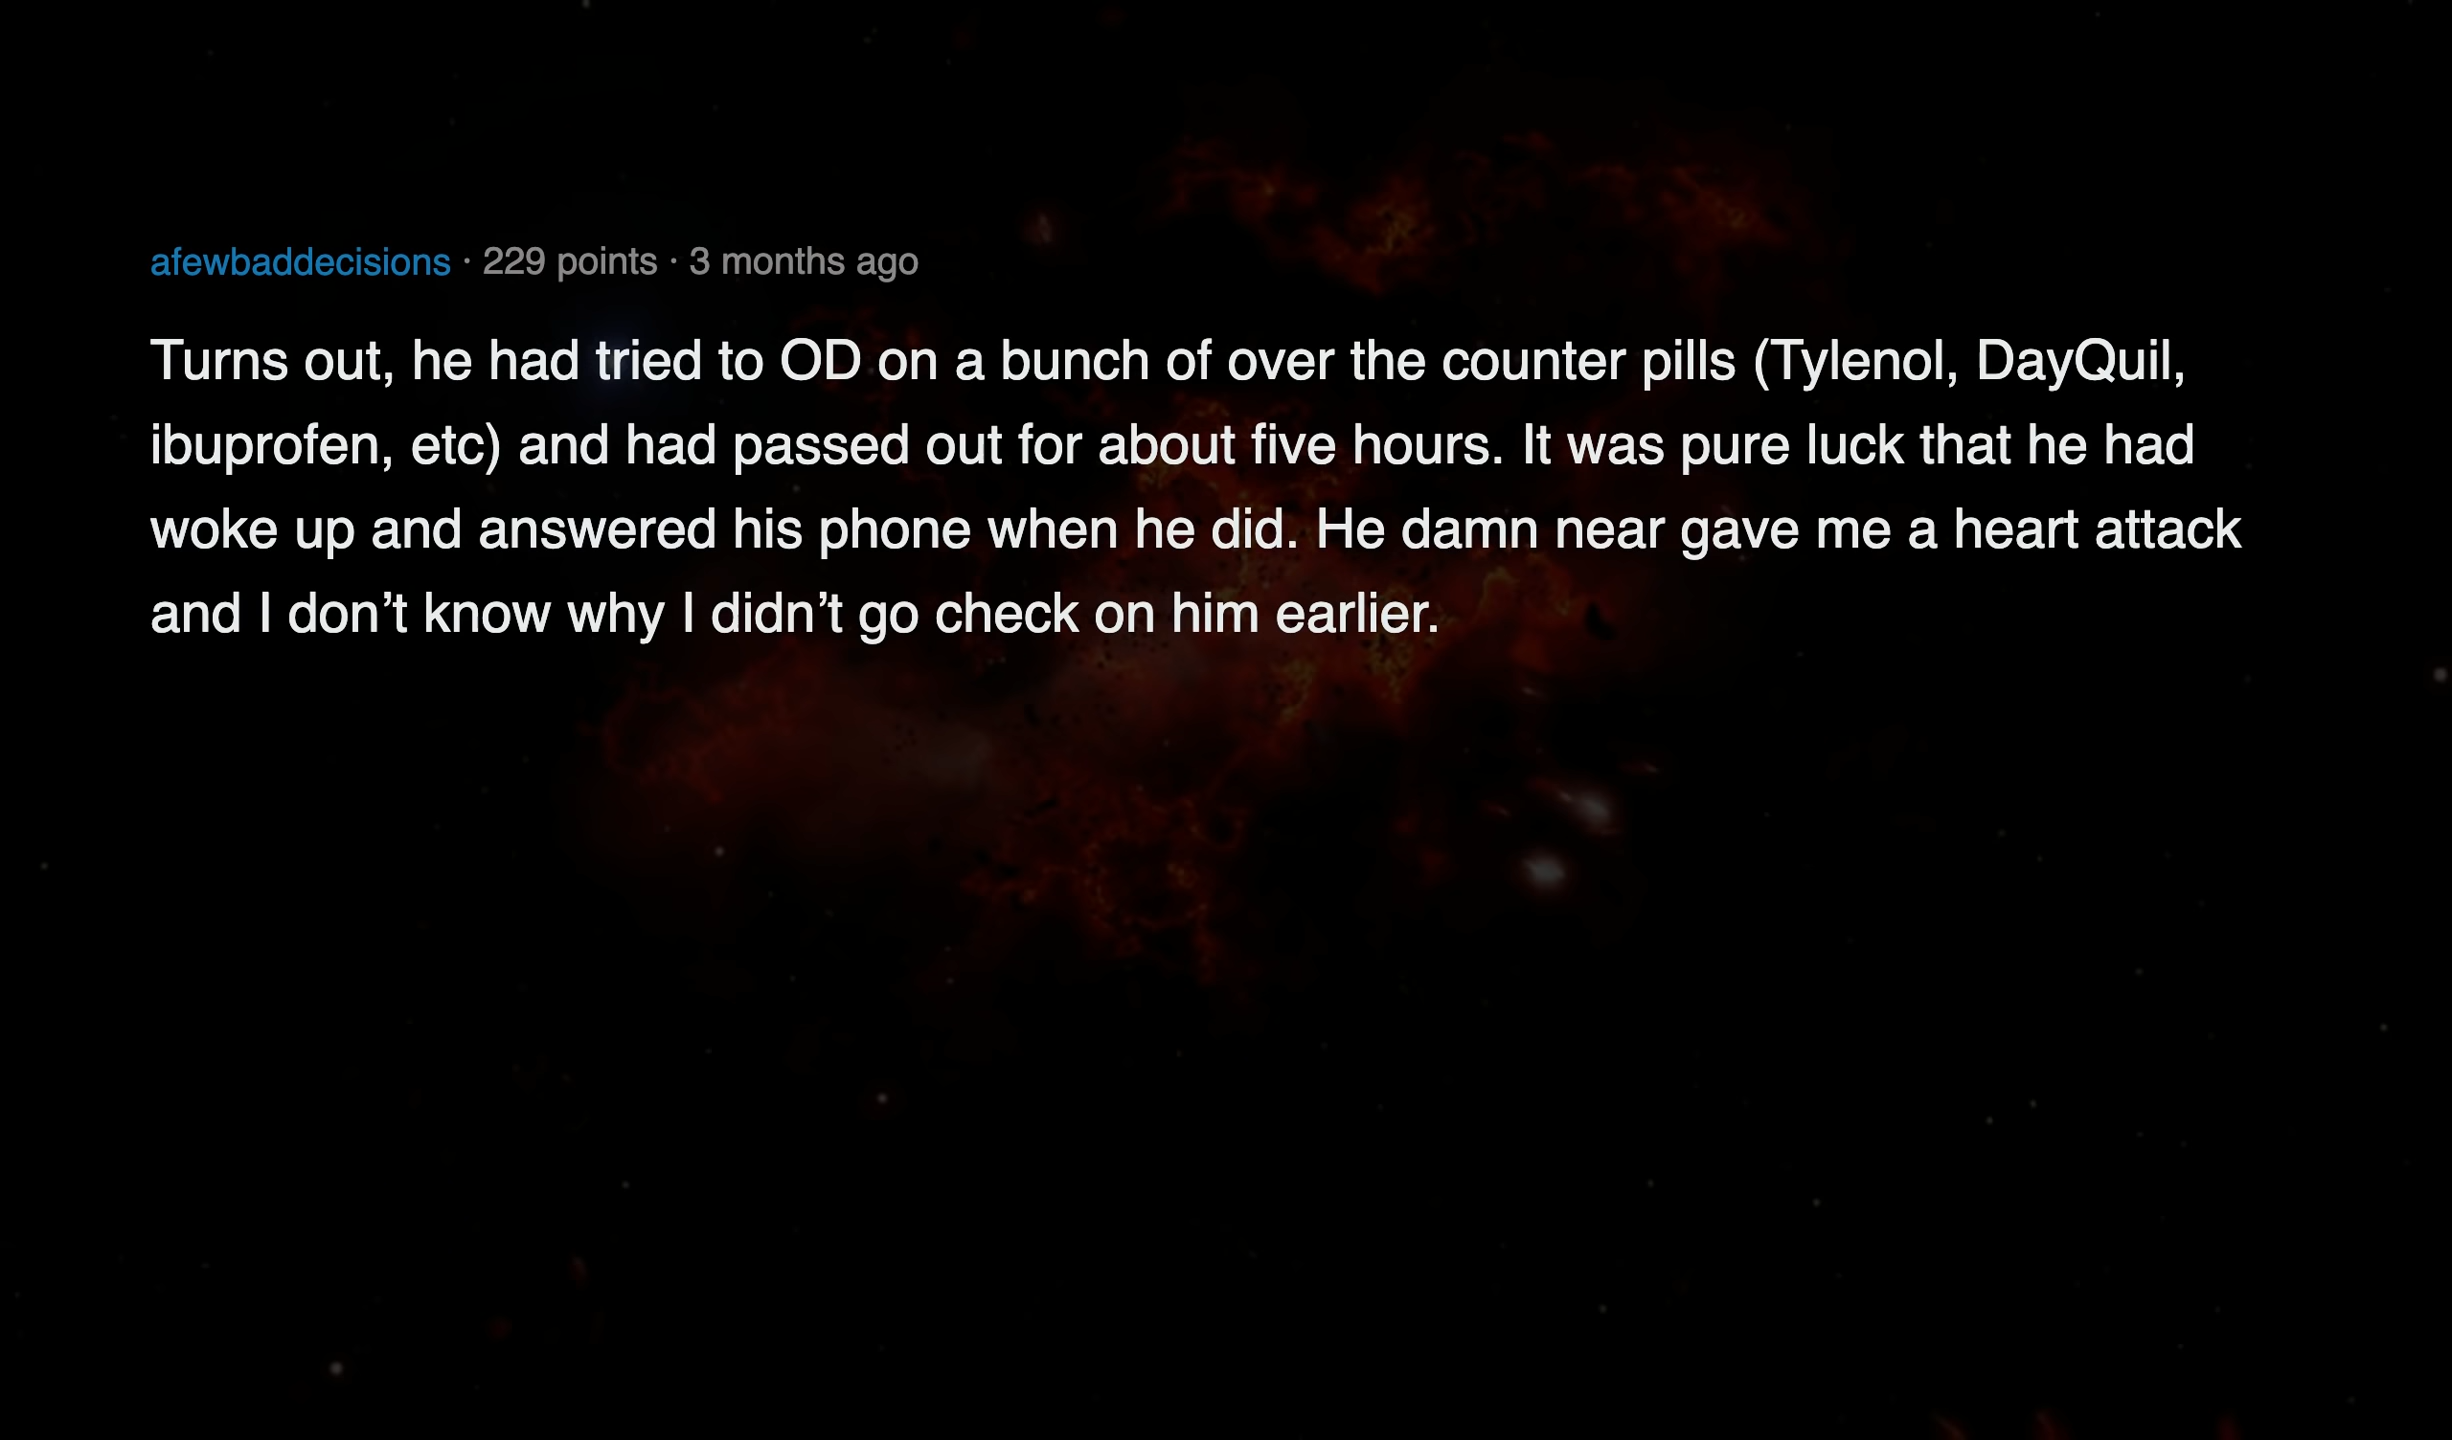 afewbaddecisions · 229 points · 3 months ago
Turns out, he had tried to OD on a bunch of over the counter pills (Tylenol, DayQuil,
ibuprofen, etc) and had passed out for about five hours. It was pure luck that he had
woke up and answered his phone when he did. He damn near gave me a heart attack
and I don’t know why I didn’t go check on him earlier.